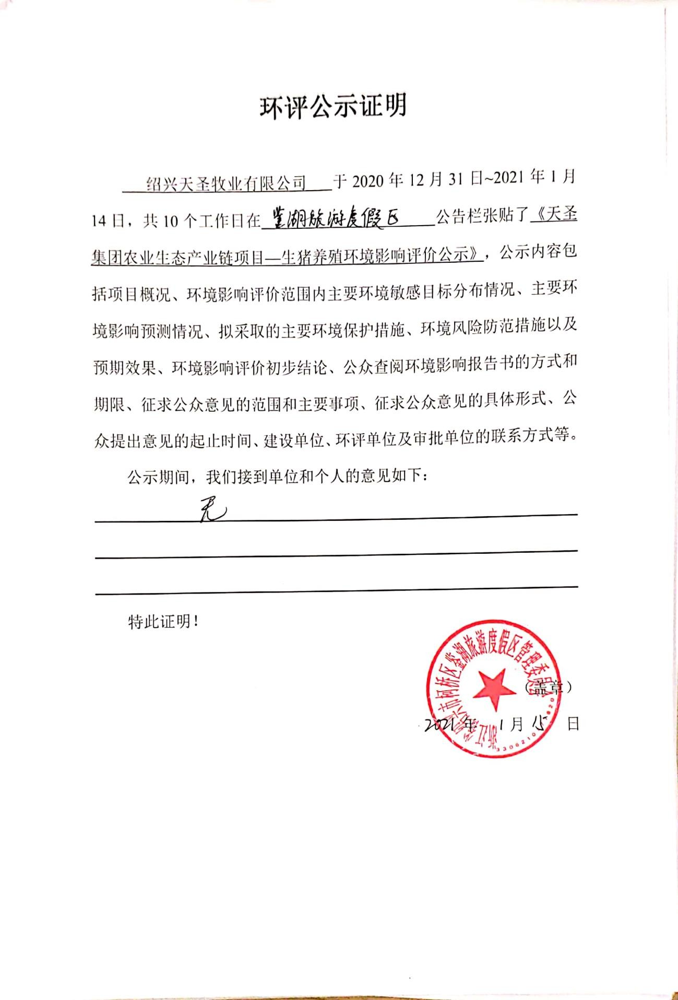 环评公示证明
绍兴天圣牧业有限公司 于 2020 年 12 月 31 日~2021 年 1 月
14 日，共 10 个工作日在 鉴湖旅游度假区 公告栏张贴了《天圣
集团农业生态产业链项目—生猪养殖环境影响评价公示》，公示内容包
括项目概况、环境影响评价范围内主要环境敏感目标分布情况、主要环
境影响预测情况、拟采取的主要环境保护措施、环境风险防范措施以及
预期效果、环境影响评价初步结论、公众查阅环境影响报告书的方式和
期限、征求公众意见的范围和主要事项、征求公众意见的具体形式、公
众提出意见的起止时间、建设单位、环评单位及审批单位的联系方式等。
公示期间，我们接到单位和个人的意见如下：
无
特此证明！
浙江省绍兴市柯桥区鉴湖旅游度假区管理委员会
（盖章）
2021 年 1 月 15 日